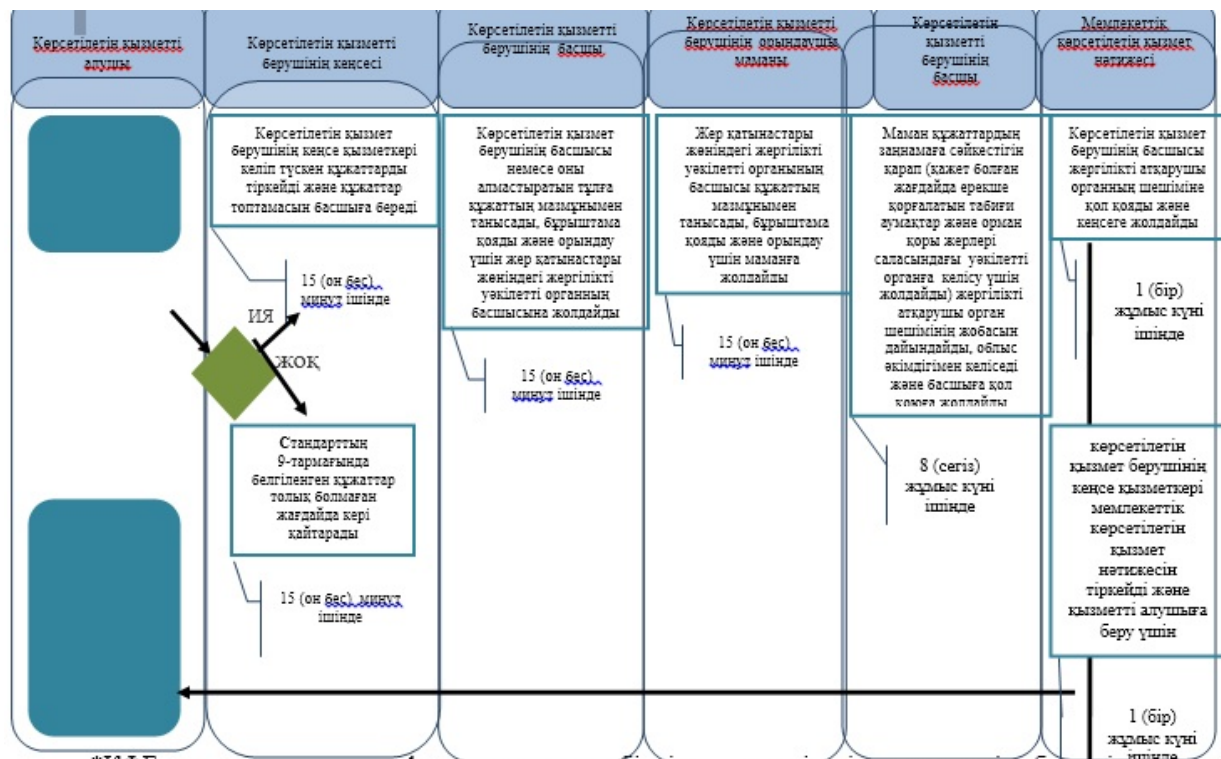 Көрсетілетін қызметті
алушы
Көрсетілетін қызметті
берушінің кеңсесі
Көрсетілетін қызметті
берушінің басшы
Көрсетілетін қызметті
берушінің орындаушы
маманы
Көрсетілетін
қызметті
берушінің
басшы
Мемлекеттік
көрсетілетін қызмет
нәтижесі
Көрсетілетін қызмет
берушінің кеңсе қызметкері
келіп түскен құжаттарды
тіркейді және құжаттар
топтамасын басшыға береді
15 (он бес)
минут ішінде
ИЯ
ЖОҚ
Стандарттың
9-тармағында
белгіленген құжаттар
толық болмаған
жағдайда кері
қайтарады
15 (он бес) минут
ішінде
Көрсетілетін қызмет
берушінің басшысы
немесе оны
алмастыратын тұлға
құжаттың мазмұнымен
танысады, бұрыштама
қояды және орындау
үшін жер қатынастары
жөніндегі жергілікті
уәкілетті органның
басшысына жолдайды
15 (он бес)
минут ішінде
Жер қатынастары
жөніндегі жергілікті
уәкілетті органының
басшысы құжаттың
мазмұнымен
танысады, бұрыштама
қояды және орындау
үшін маманға
жолдайды
15 (он бес)
минут ішінде
Маман құжаттардың
заңнамаға сәйкестігін
қарап (қажет болған
жағдайда ерекше
қорғалатын табиғи
аумақтар және орман
қоры жерлері
саласындағы уәкілетті
органға келісу үшін
жолдайды) жергілікті
атқарушы орган
шешімінің жобасын
дайындайды, облыс
әкімдігімен келіседі
және басшыға қол
қоюға жолдайды
8 (сегіз)
жұмыс күні
ішінде
Көрсетілетін қызмет
берушінің басшысы
жергілікті атқарушы
органның шешіміне
қол қояды және
кеңсеге жолдайды
1 (бір)
жұмыс күні
ішінде
көрсетілетін
қызмет берушінің
кеңсе қызметкері
мемлекеттік
көрсетілетін
қызмет
нәтижесін
тіркейді және
қызметті алушыға
беру үшін
1 (бір)
жұмыс күні
ішінде